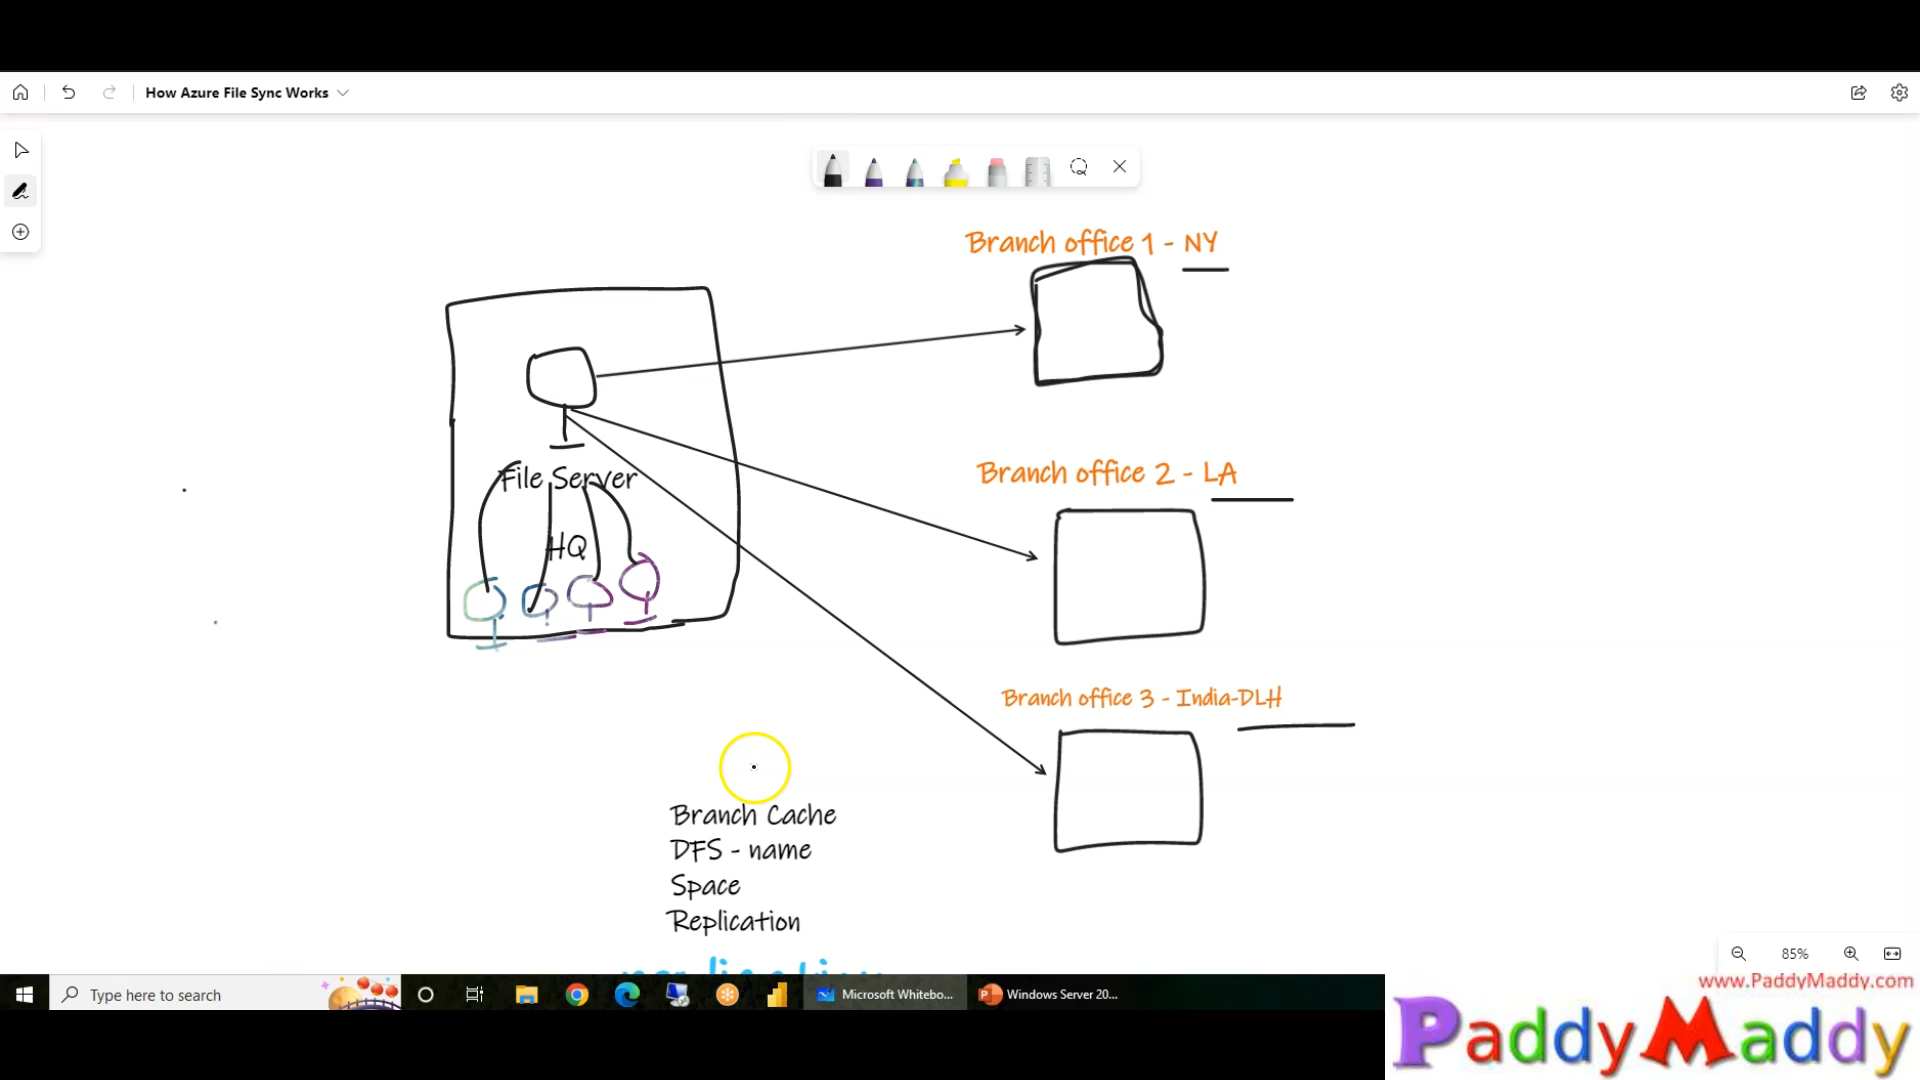 How Azure File Sync Works
Branch office 1 - NY
File Server
HQ
Branch office 2 - LA
Branch office 3 - India-DLH
Branch Cache
DFS - name
Space
Replication
85%
Type here to search
Microsoft Whitebo...
Windows Server 20...
www.PaddyMaddy.com
PaddyMaddy